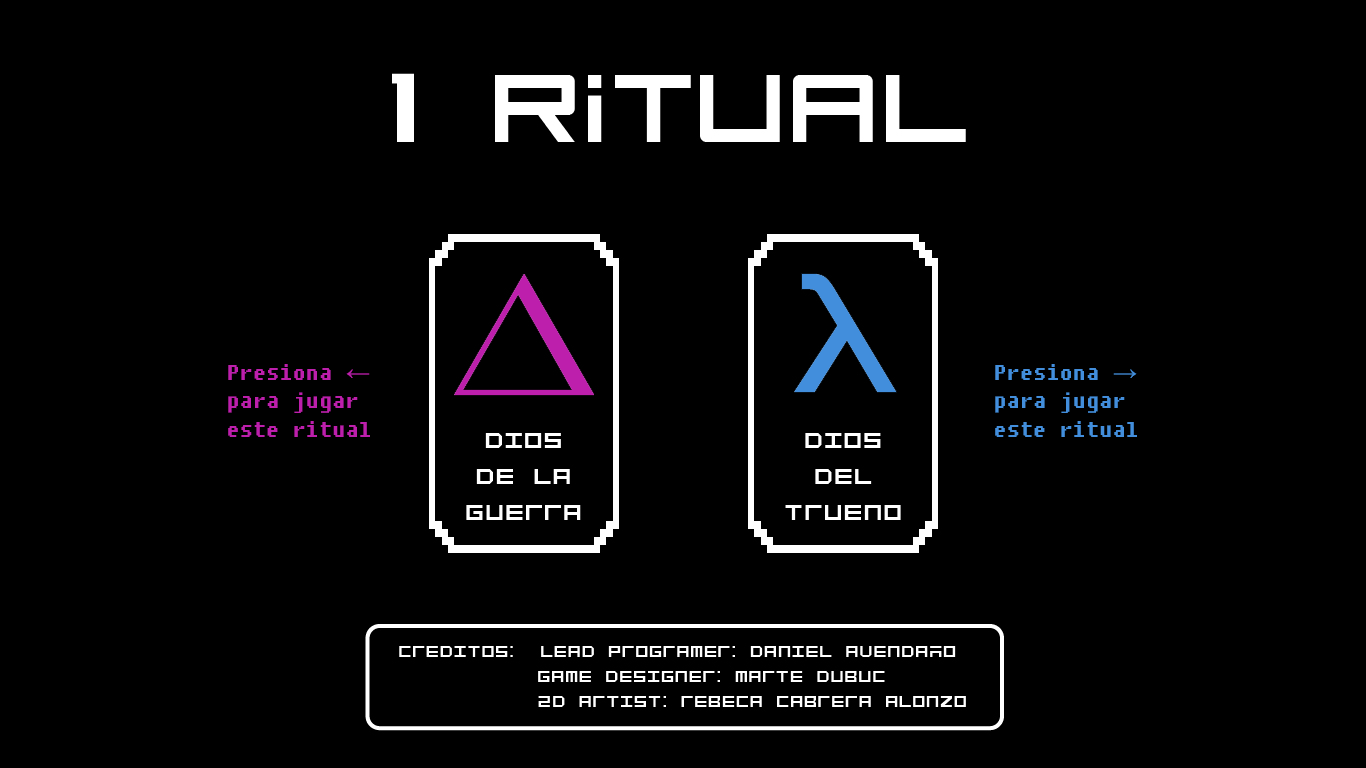 1 RiTUAL
Presiona ←
para jugar
este ritual
Δ
DIOS
DE LA
GUERRA
λ
DIOS
DEL
TRUENO
Presiona →
para jugar
este ritual
CREDITOS: LEAD PROGRAMER: DANIEL AVENDAÑO
GAME DESIGNER: MARTE DUBUC
2D ARTIST: REBECA CABRERA ALONZO